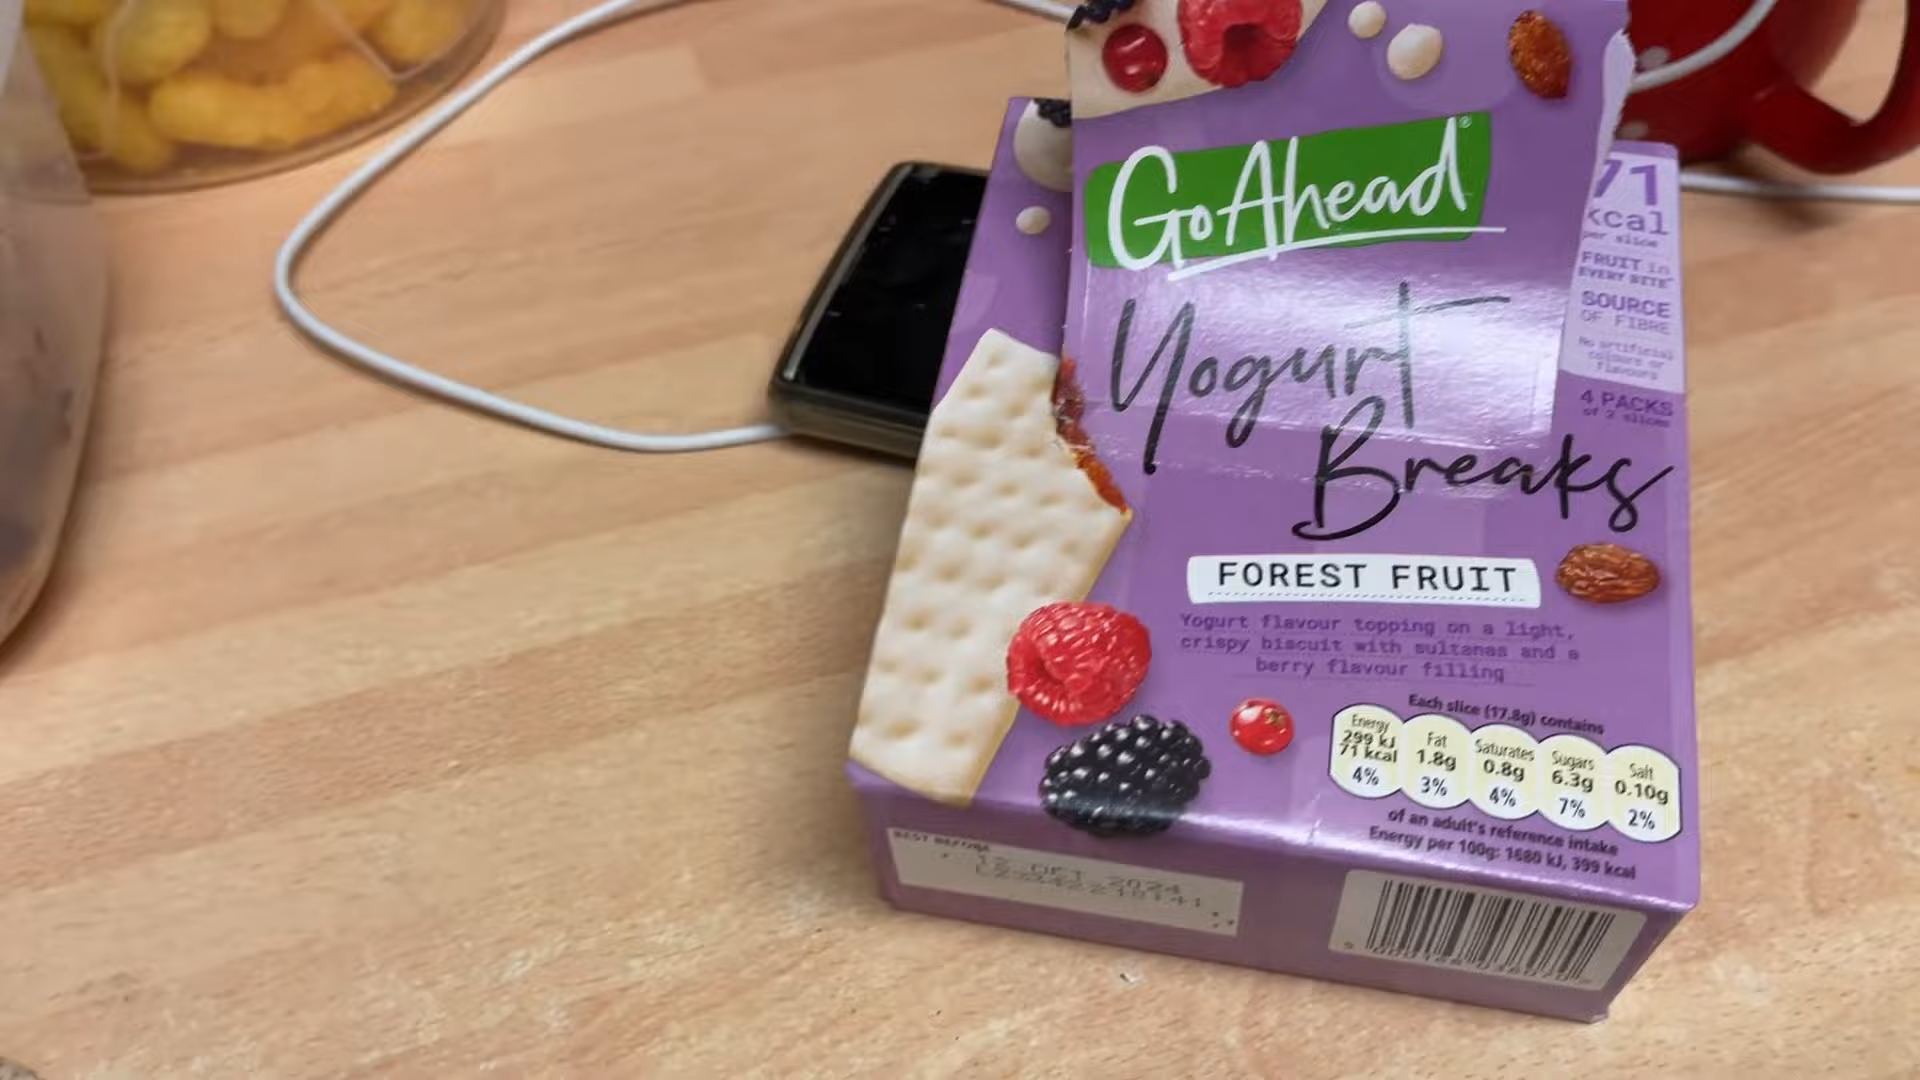 GoAhead®
Yogurt
Breaks
FOREST FRUIT
Yogurt flavour topping on a light,
crispy biscuit with sultanas and a
berry flavour filling
71
kcal
per slice
FRUIT in
EVERY BITE
SOURCE
OF FIBRE
No artificial
colours or
flavours
4 PACKS
of 2 slices
Each slice (17.8g) contains
Energy 299 kJ 71 kcal 4%
Fat 1.8g 3%
Saturates 0.8g 4%
Sugars 6.3g 7%
Salt 0.10g 2%
of an adult's reference intake
Energy per 100g: 1680 kJ, 399 kcal
BEST BEFORE
12 OCT 2024